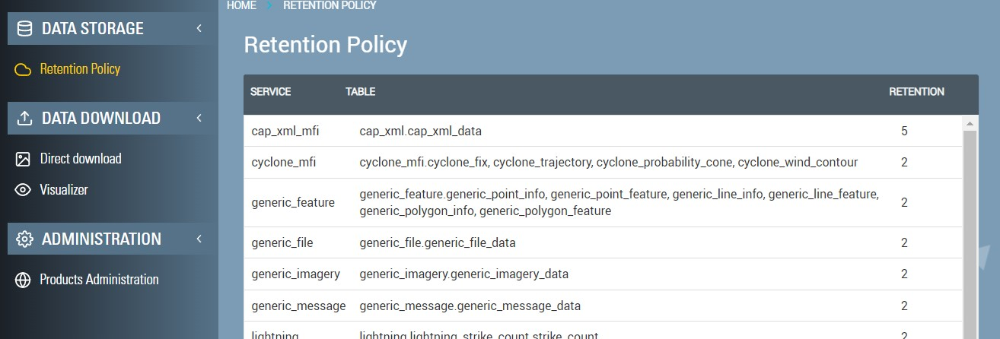 HOME > RETENTION POLICY
DATA STORAGE <
Retention Policy
DATA DOWNLOAD <
Direct download
Visualizer
ADMINISTRATION <
Products Administration
Retention Policy
SERVICE TABLE RETENTION
cap_xml_mfi cap_xml.cap_xml_data 5
cyclone_mfi cyclone_mfi.cyclone_fix, cyclone_trajectory, cyclone_probability_cone, cyclone_wind_contour 2
generic_feature generic_feature.generic_point_info, generic_point_feature, generic_line_info, generic_line_feature,
generic_polygon_info, generic_polygon_feature 2
generic_file generic_file.generic_file_data 2
generic_imagery generic_imagery.generic_imagery_data 2
generic_message generic_message.generic_message_data 2
lightning lightning.lightning_strike_count.strike_count 2